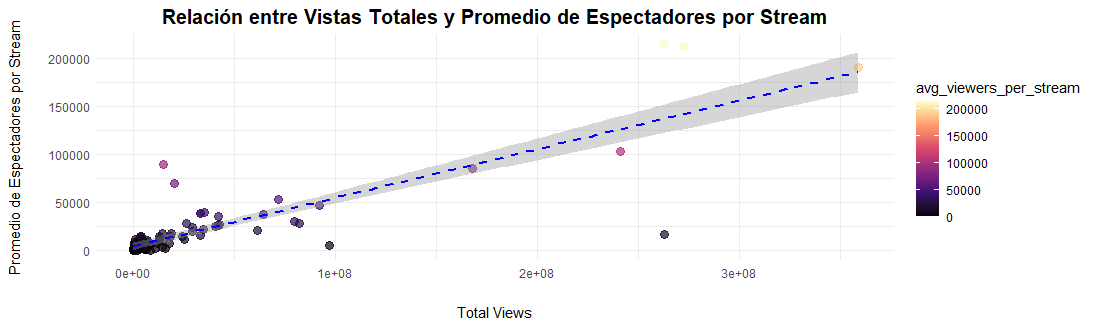 Relación entre Vistas Totales y Promedio de Espectadores por Stream
Promedio de Espectadores por Stream
200000
150000
100000
50000
0
0e+00
1e+08
2e+08
3e+08
Total Views
avg_viewers_per_stream
200000
150000
100000
50000
0